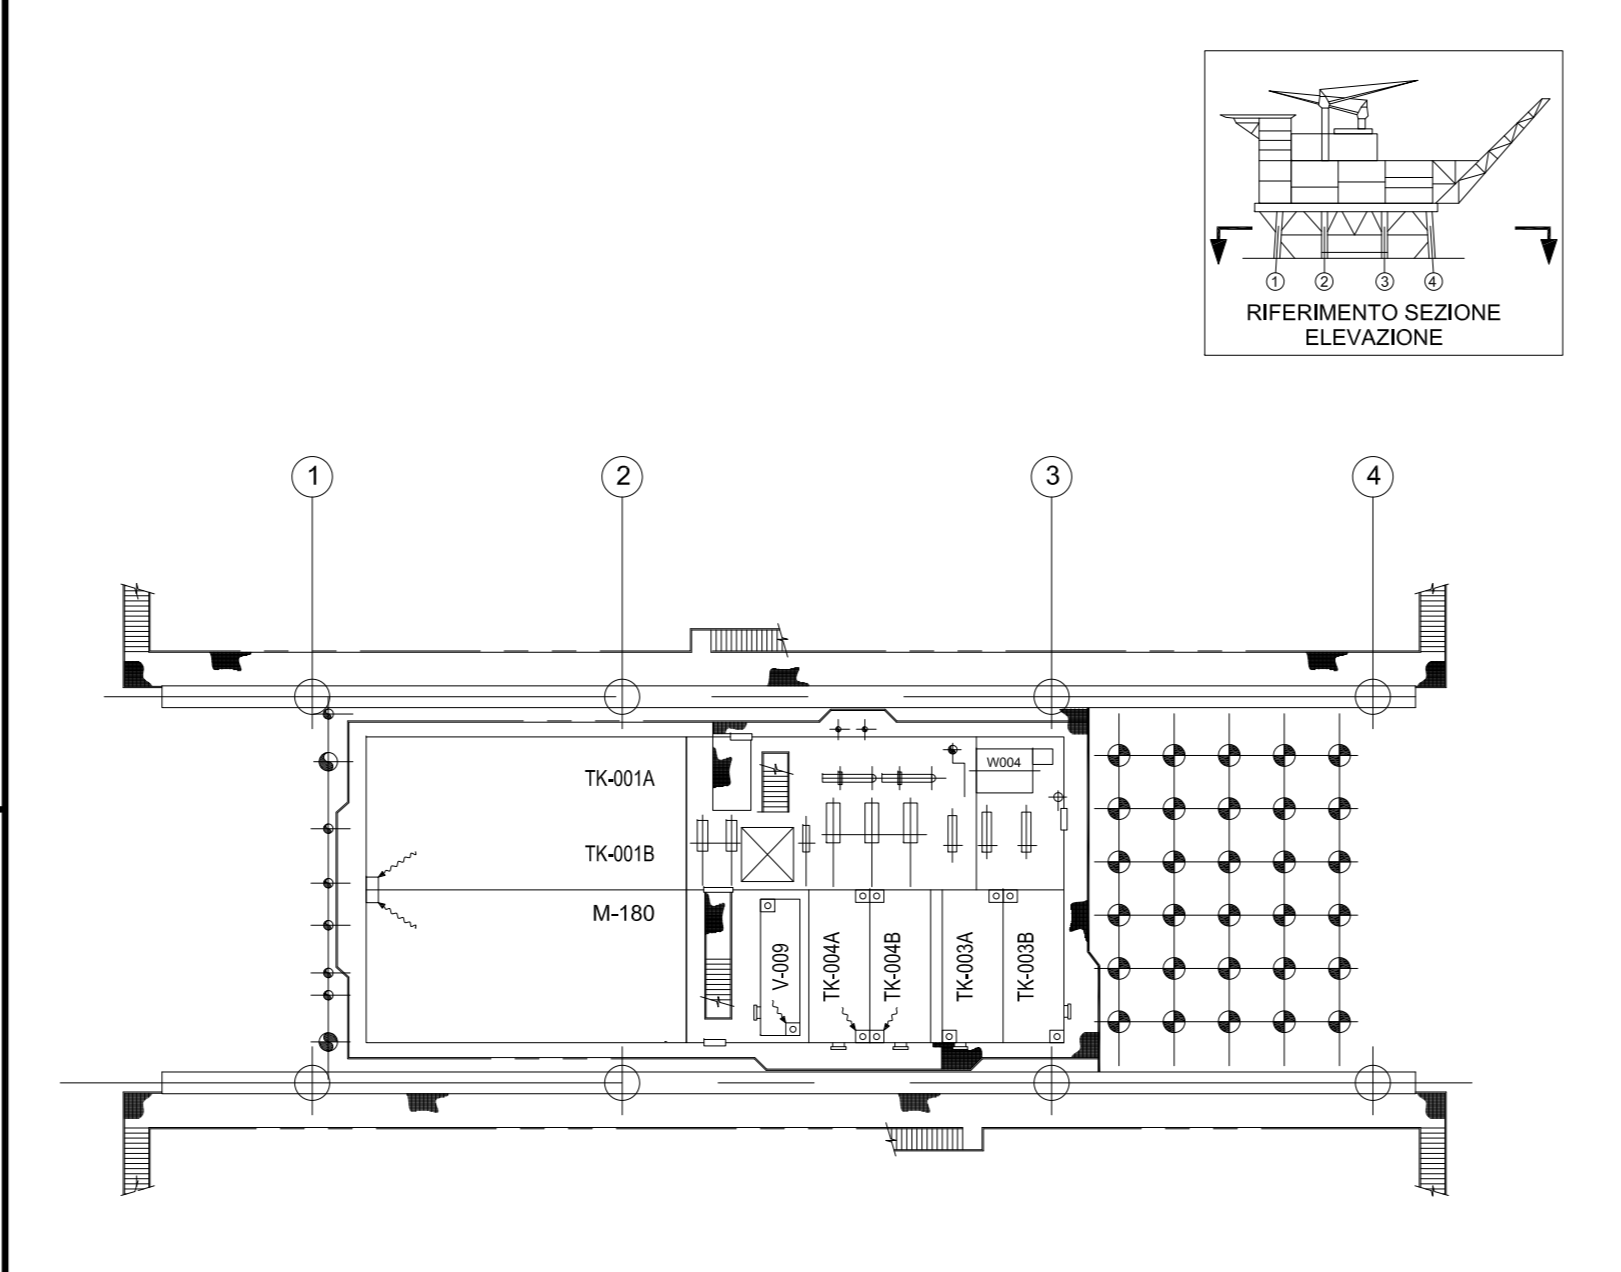 1 2 3 4
RIFERIMENTO SEZIONE
ELEVAZIONE
1 2 3 4
TK-001A
W004
TK-001B
M-180
V-009
TK-004A
TK-004B
TK-003A
TK-003B